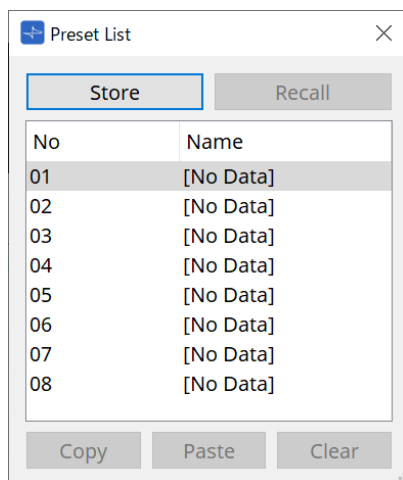 Preset List
Store Recall
No Name
01 [No Data]
02 [No Data]
03 [No Data]
04 [No Data]
05 [No Data]
06 [No Data]
07 [No Data]
08 [No Data]
Copy Paste Clear